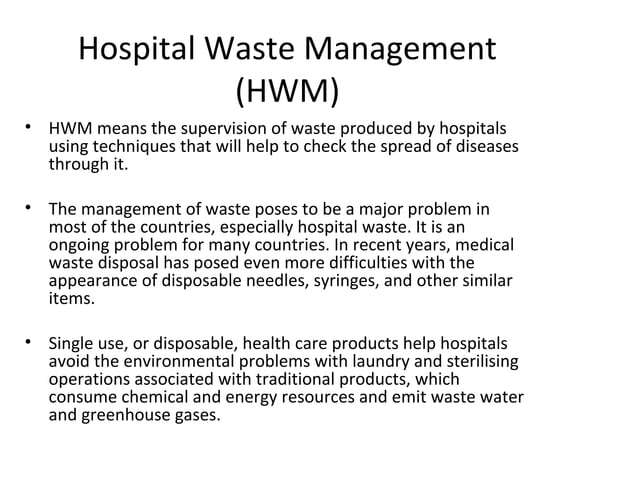 Hospital Waste Management
(HWM)
• HWM means the supervision of waste produced by hospitals
using techniques that will help to check the spread of diseases
through it.
• The management of waste poses to be a major problem in
most of the countries, especially hospital waste. It is an
ongoing problem for many countries. In recent years, medical
waste disposal has posed even more difficulties with the
appearance of disposable needles, syringes, and other similar
items.
• Single use, or disposable, health care products help hospitals
avoid the environmental problems with laundry and sterilising
operations associated with traditional products, which
consume chemical and energy resources and emit waste water
and greenhouse gases.